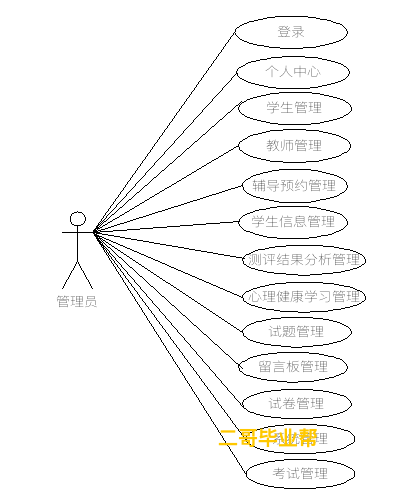 登录
个人中心
学生管理
教师管理
辅导预约管理
学生信息管理
测评结果分析管理
心理健康学习管理
试题管理
留言板管理
试卷管理
二哥毕业帮
管理
考试管理
管理员